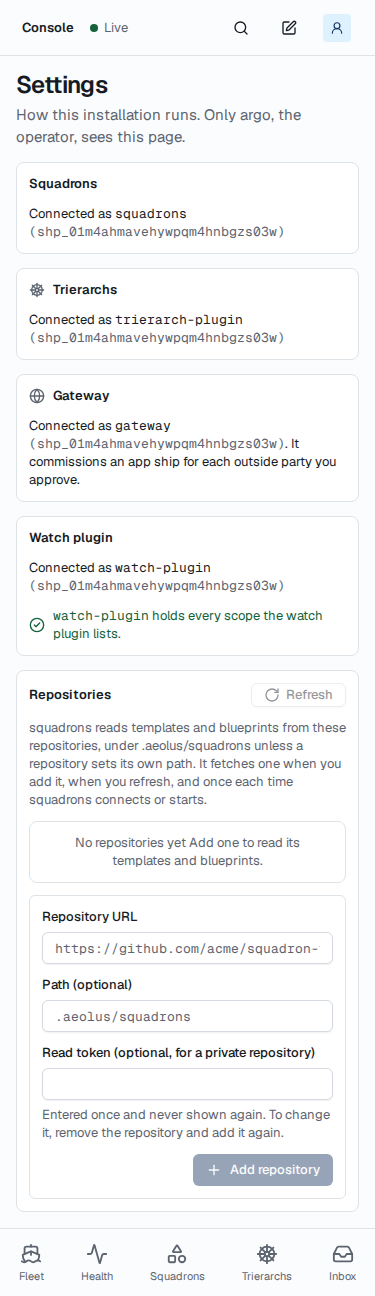 Console
Live
Settings
How this installation runs. Only argo, the
operator, sees this page.
Squadrons
Connected as squadrons
(shp_01m4ahmavehywpqm4hnbgzs03w)
Trierarchs
Connected as trierarch-plugin
(shp_01m4ahmavehywpqm4hnbgzs03w)
Gateway
Connected as gateway
(shp_01m4ahmavehywpqm4hnbgzs03w). It
commissions an app ship for each outside party you
approve.
Watch plugin
Connected as watch-plugin
(shp_01m4ahmavehywpqm4hnbgzs03w)
watch-plugin holds every scope the watch
plugin lists.
Repositories
Refresh
squadrons reads templates and blueprints from these
repositories, under .aeolus/squadrons unless a
repository sets its own path. It fetches one when you
add it, when you refresh, and once each time
squadrons connects or starts.
No repositories yet Add one to read its
templates and blueprints.
Repository URL
https://github.com/acme/squadron-
Path (optional)
.aeolus/squadrons
Read token (optional, for a private repository)
Entered once and never shown again. To change
it, remove the repository and add it again.
Add repository
Fleet
Health
Squadrons
Trierarchs
Inbox